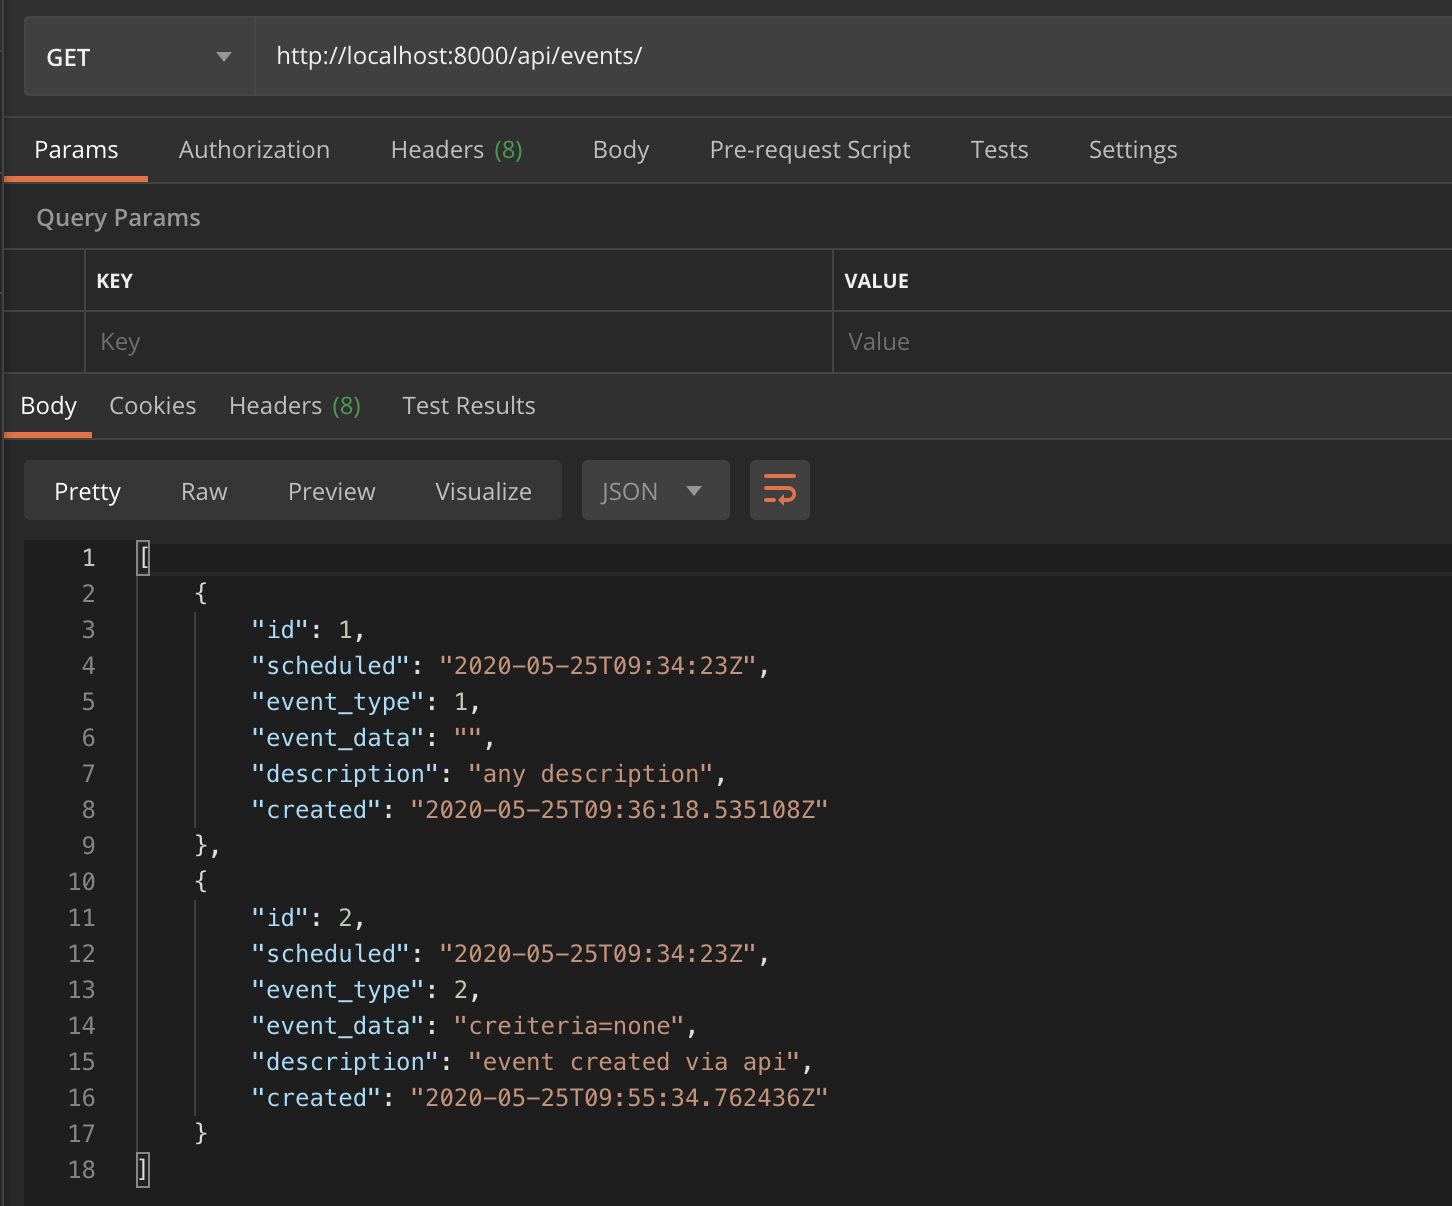 GET http://localhost:8000/api/events/
Params Authorization Headers (8) Body Pre-request Script Tests Settings
Query Params
KEY VALUE
Key Value
Body Cookies Headers (8) Test Results
Pretty Raw Preview Visualize JSON
1 [
2 {
3 "id": 1,
4 "scheduled": "2020-05-25T09:34:23Z",
5 "event_type": 1,
6 "event_data": "",
7 "description": "any description",
8 "created": "2020-05-25T09:36:18.535108Z"
9 },
10 {
11 "id": 2,
12 "scheduled": "2020-05-25T09:34:23Z",
13 "event_type": 2,
14 "event_data": "creiteria=none",
15 "description": "event created via api",
16 "created": "2020-05-25T09:55:34.762436Z"
17 }
18 ]